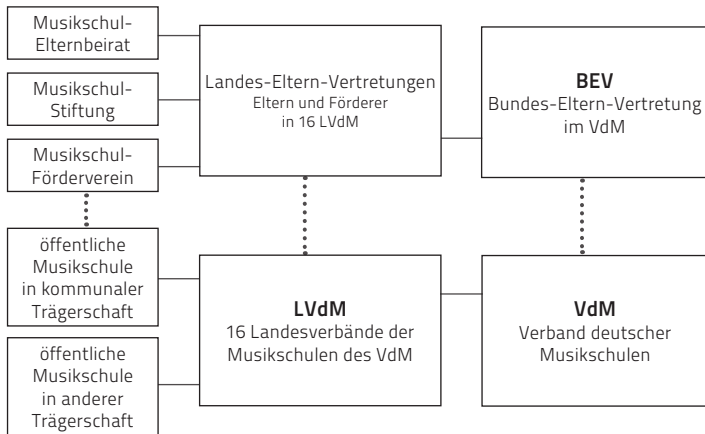 Musikschul-
Elternbeirat
Musikschul-
Stiftung
Musikschul-
Förderverein
öffentliche
Musikschule
in kommunaler
Trägerschaft
öffentliche
Musikschule
in anderer
Trägerschaft
Landes-Eltern-Vertretungen
Eltern und Förderer
in 16 LVdM
LVdM
16 Landesverbände der
Musikschulen des VdM
BEV
Bundes-Eltern-Vertretung
im VdM
VdM
Verband deutscher
Musikschulen